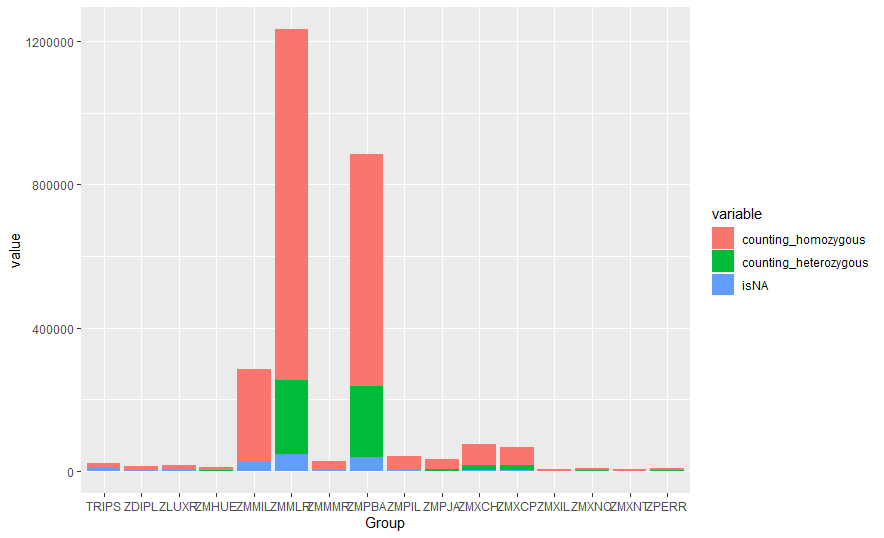 1200000
800000
400000
0
value
TRIPS ZDIPL ZLUXR ZMHUE ZMMIL ZMMLR ZMMMR ZMPBA ZMPIL ZMPJA ZMXCH ZMXCP ZMXIL ZMXNO ZMXNT ZPERR
Group
variable
counting_homozygous
counting_heterozygous
isNA